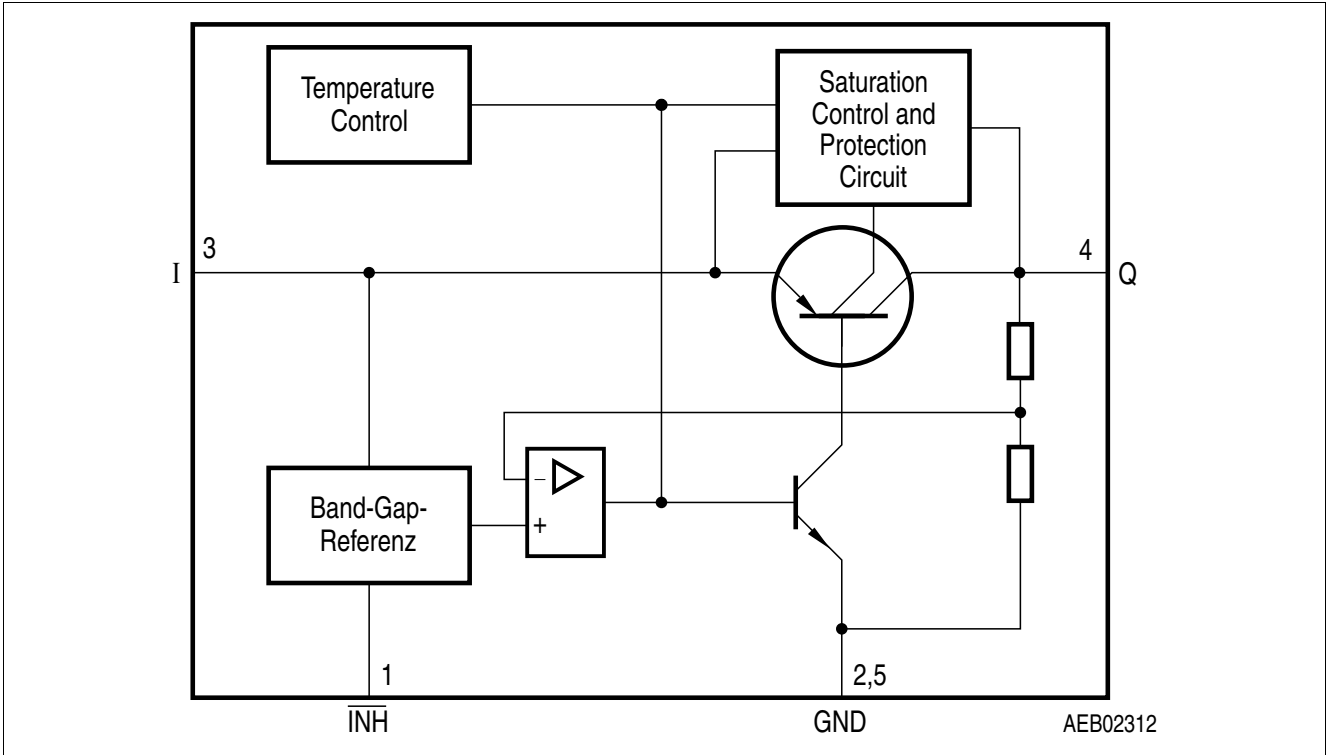 Temperature
Control
Saturation
Control and
Protection
Circuit
3
I
4
Q
Band-Gap-
Referenz
−
+
1
2,5
INH
GND
AEB02312